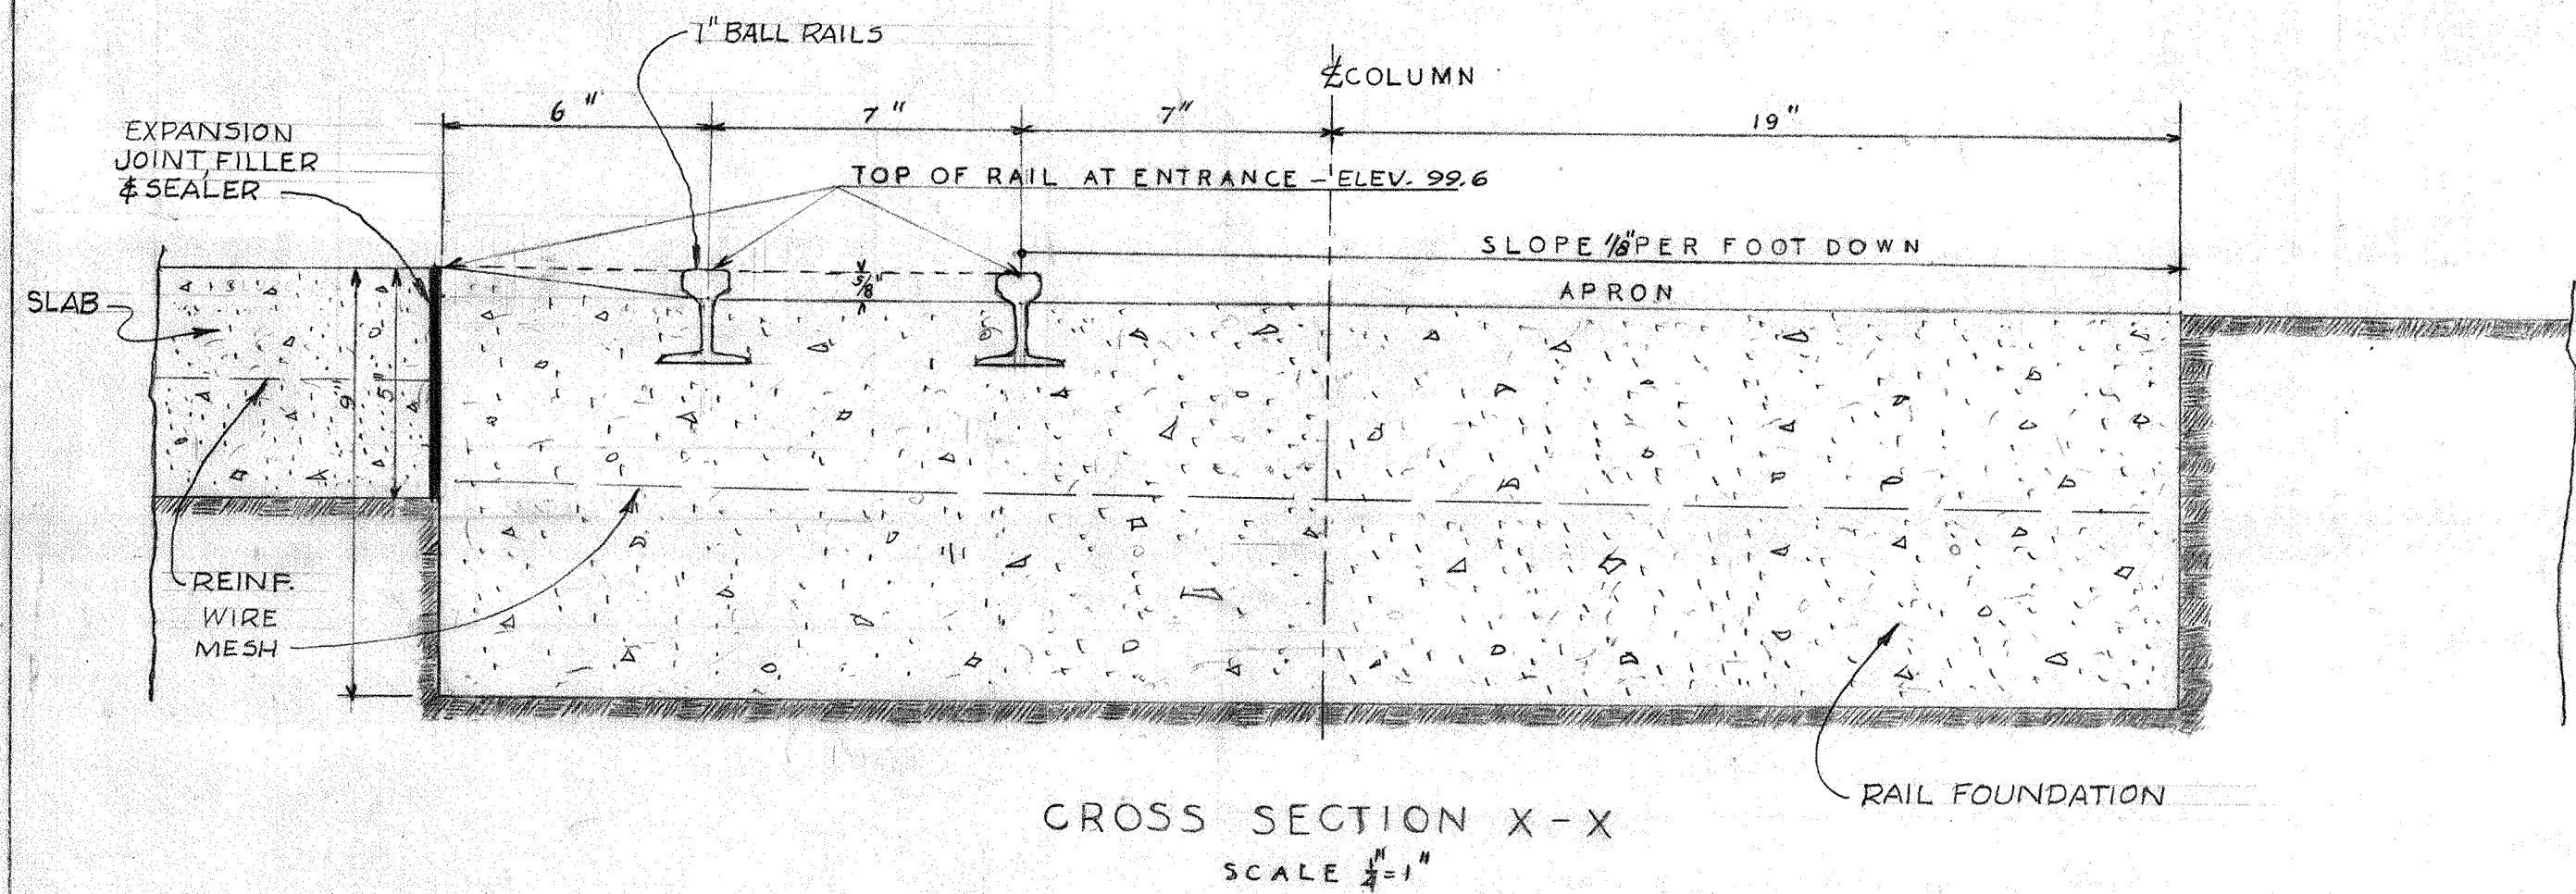 1" BALL RAILS
℄ COLUMN
6"
7"
7"
19"
EXPANSION
JOINT, FILLER
& SEALER
TOP OF RAIL AT ENTRANCE - ELEV. 99.6
SLOPE 1/8" PER FOOT DOWN
5/8"
APRON
SLAB
9"
5"
REINF.
WIRE
MESH
RAIL FOUNDATION
CROSS SECTION X-X
SCALE 1/4"=1"